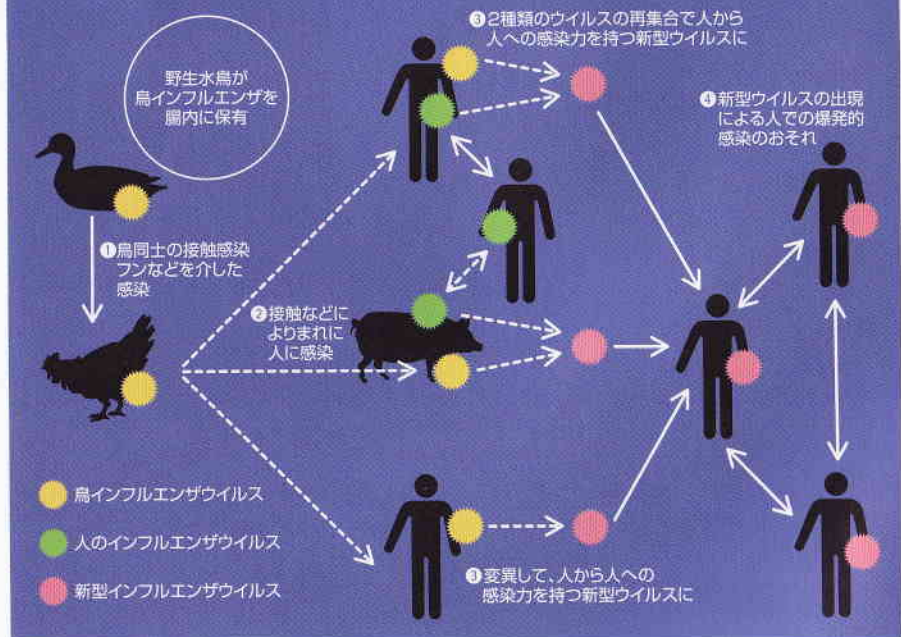 野生水鳥が
鳥インフルエンザを
腸内に保有
❶鳥同士の接触感染
フンなどを介した
感染
❷接触などに
よりまれに
人に感染
❸2種類のウイルスの再集合で人から
人への感染力を持つ新型ウイルスに
❹新型ウイルスの出現
による人での爆発的
感染のおそれ
❸変異して、人から人への
感染力を持つ新型ウイルスに
鳥インフルエンザウイルス
人のインフルエンザウイルス
新型インフルエンザウイルス